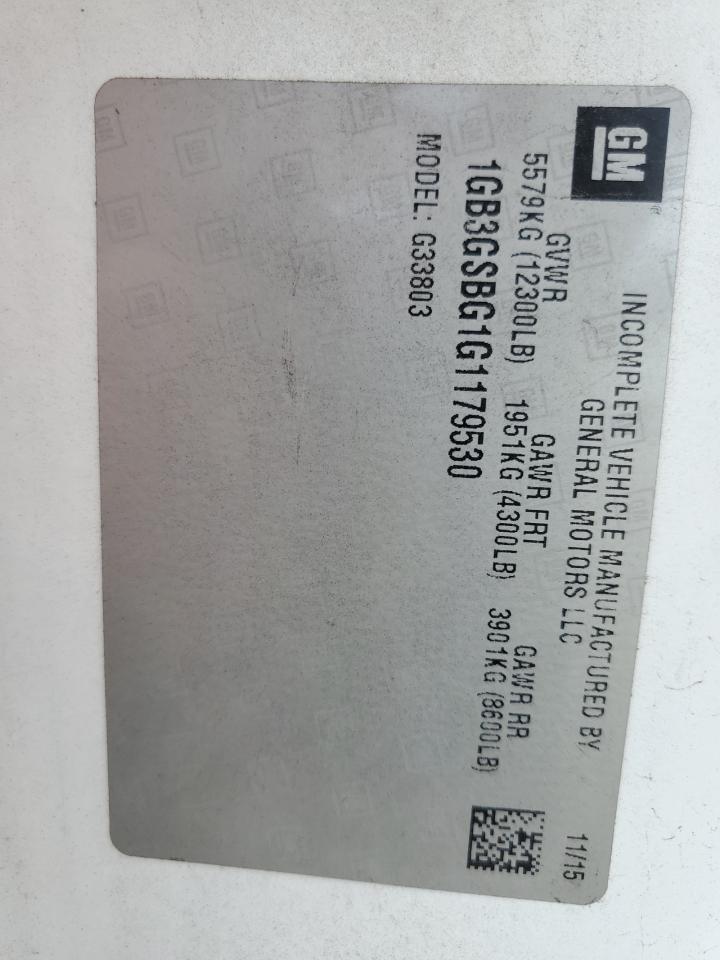 GM
INCOMPLETE VEHICLE MANUFACTURED BY
GENERAL MOTORS LLC
11/15
GVWR GAWR FRT GAWR RR
5579KG (12300LB) 1951KG (4300LB) 3901KG (8600LB)
1GB3GSBG1G1179530
MODEL: G33803